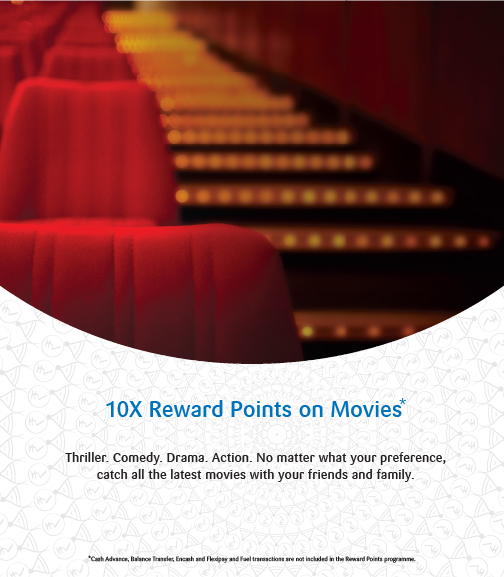 10X Reward Points on Movies*
Thriller. Comedy. Drama. Action. No matter what your preference,
catch all the latest movies with your friends and family.
*Cash Advance, Balance Transfer, Encash and Flexipay and Fuel transactions are not included in the Reward Points programme.